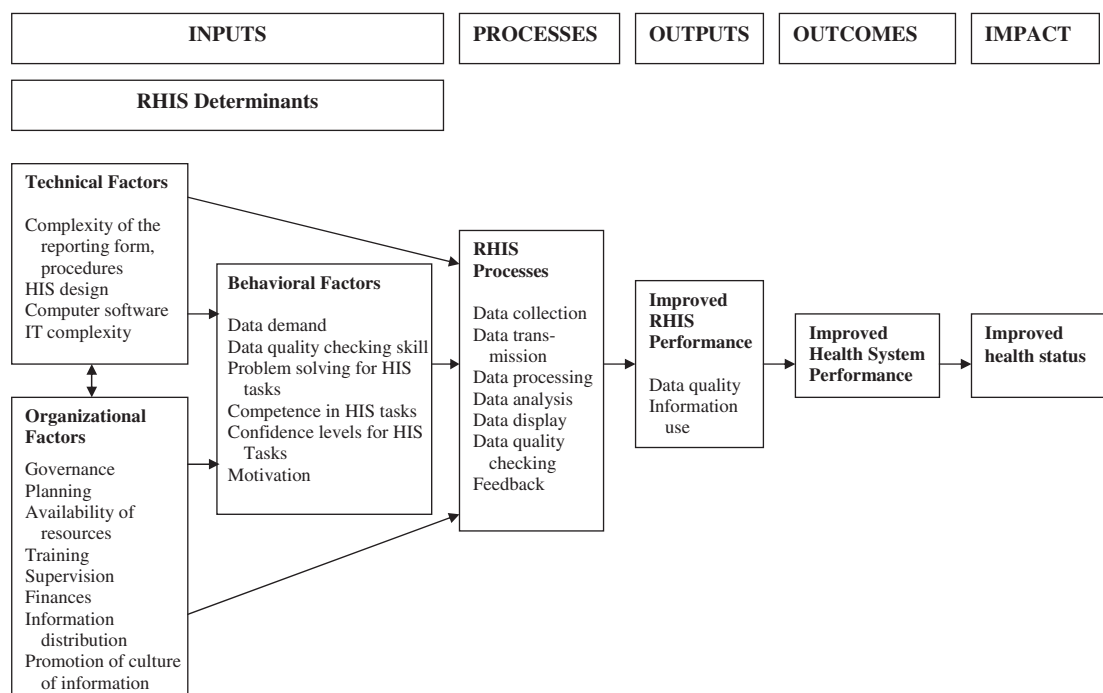 INPUTS
PROCESSES
OUTPUTS
OUTCOMES
IMPACT
RHIS Determinants
Technical Factors
Complexity of the
reporting form,
procedures
HIS design
Computer software
IT complexity
Organizational
Factors
Governance
Planning
Availability of
resources
Training
Supervision
Finances
Information
distribution
Promotion of culture
of information
Behavioral Factors
Data demand
Data quality checking skill
Problem solving for HIS
tasks
Competence in HIS tasks
Confidence levels for HIS
Tasks
Motivation
RHIS
Processes
Data collection
Data trans-
mission
Data processing
Data analysis
Data display
Data quality
checking
Feedback
Improved
RHIS
Performance
Data quality
Information
use
Improved
Health System
Performance
Improved
health status